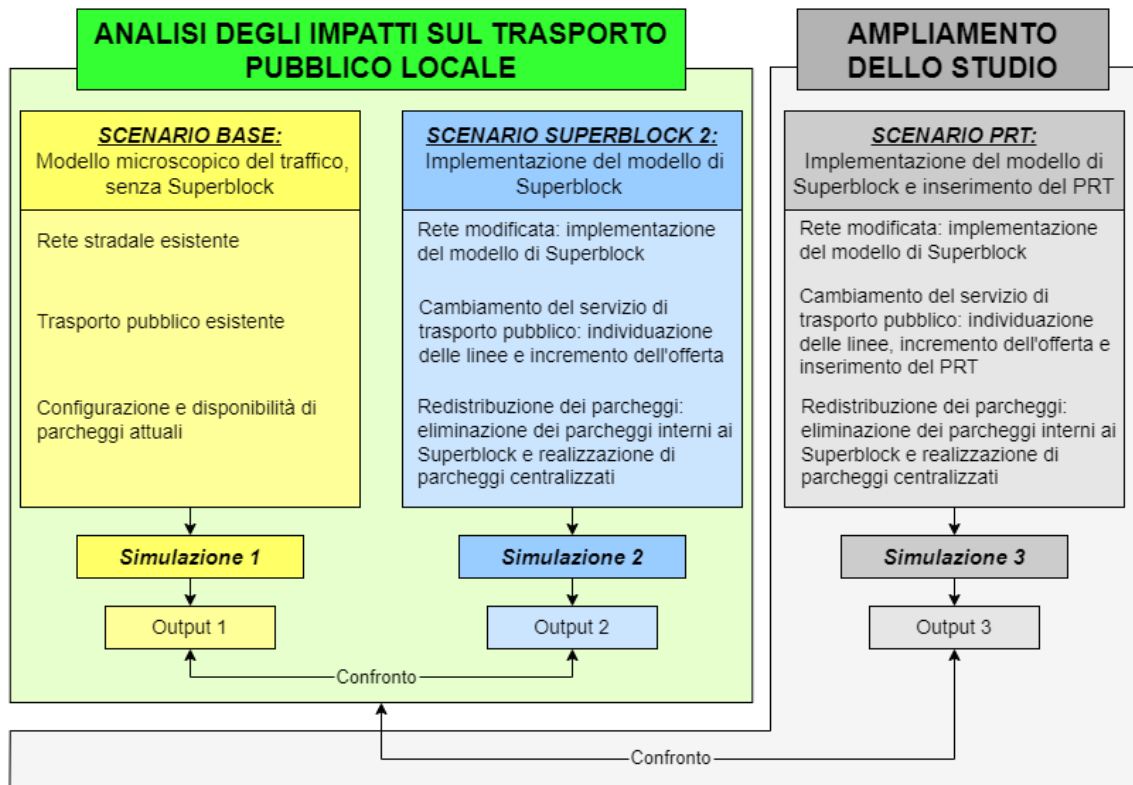 ANALISI DEGLI IMPATTI SUL TRASPORTO
PUBBLICO LOCALE
SCENARIO BASE:
Modello microscopico del traffico,
senza Superblock
Rete stradale esistente
Trasporto pubblico esistente
Configurazione e disponibilità di
parcheggi attuali
Simulazione 1
Output 1
SCENARIO SUPERBLOCK 2:
Implementazione del modello di
Superblock
Rete modificata: implementazione
del modello di Superblock
Cambiamento del servizio di
trasporto pubblico: individuazione
delle linee e incremento dell'offerta
Redistribuzione dei parcheggi:
eliminazione dei parcheggi interni ai
Superblock e realizzazione di
parcheggi centralizzati
Simulazione 2
Output 2
Confronto
AMPLIAMENTO
DELLO STUDIO
SCENARIO PRT:
Implementazione del modello di
Superblock e inserimento del PRT
Rete modificata: implementazione
del modello di Superblock
Cambiamento del servizio di
trasporto pubblico: individuazione
delle linee, incremento dell'offerta e
inserimento del PRT
Redistribuzione dei parcheggi:
eliminazione dei parcheggi interni ai
Superblock e realizzazione di
parcheggi centralizzati
Simulazione 3
Output 3
Confronto